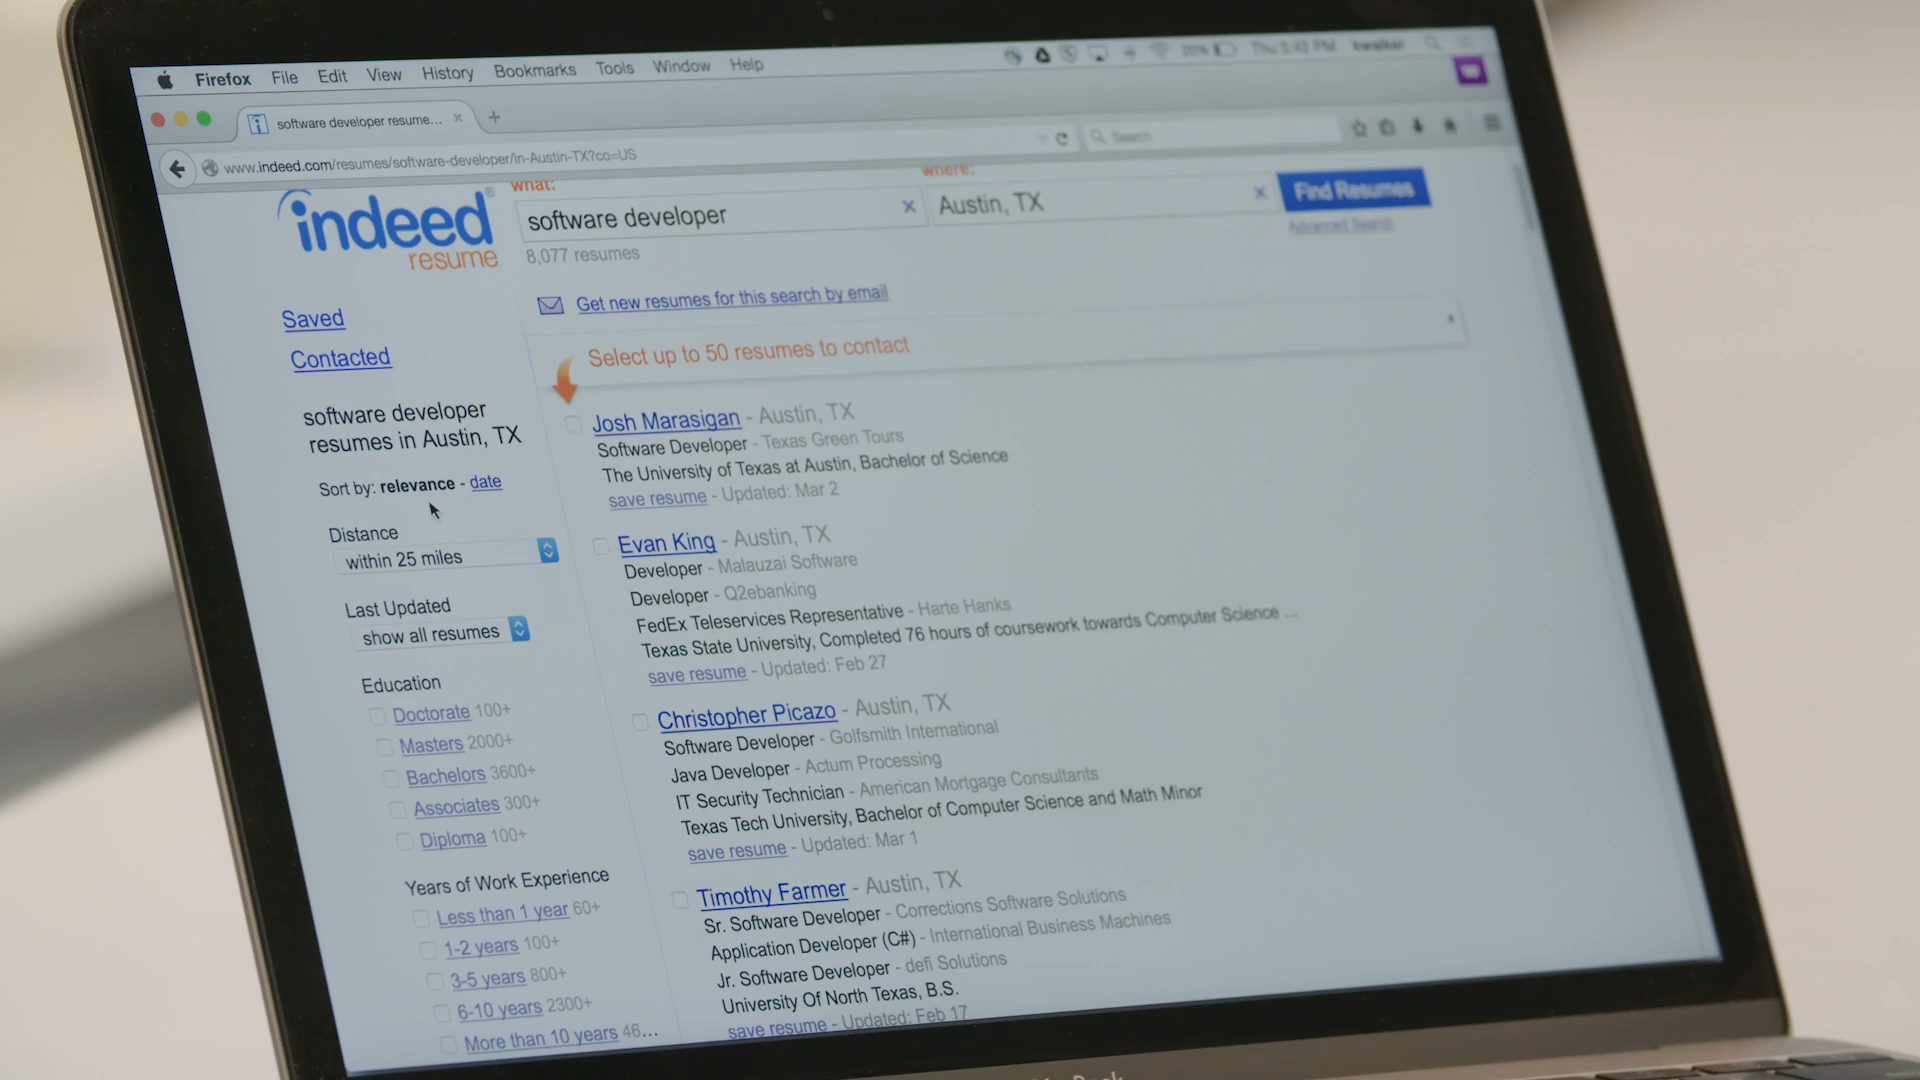 Firefox File Edit View History Bookmarks Tools Window Help 20% Thu 5:42 PM
software developer resume...
www.indeed.com/resumes/software-developer/in-Austin-TX?co=US Search
what: where:
indeed resume
software developer
Austin, TX
Find Resumes
8,077 resumes
Advanced Search
Get new resumes for this search by email
Select up to 50 resumes to contact
Saved
Contacted
software developer
resumes in Austin, TX
Sort by: relevance - date
Distance
within 25 miles
Last Updated
show all resumes
Education
Doctorate 100+
Masters 2000+
Bachelors 3600+
Associates 300+
Diploma 100+
Years of Work Experience
Less than 1 year 60+
1-2 years 100+
3-5 years 800+
6-10 years 2300+
More than 10 years 46...
Josh Marasigan - Austin, TX
Software Developer - Texas Green Tours
The University of Texas at Austin, Bachelor of Science
save resume - Updated: Mar 2
Evan King - Austin, TX
Developer - Malauzai Software
Developer - Q2ebanking
FedEx Teleservices Representative - Harte Hanks
Texas State University, Completed 76 hours of coursework towards Computer Science ...
save resume - Updated: Feb 27
Christopher Picazo - Austin, TX
Software Developer - Golfsmith International
Java Developer - Actum Processing
IT Security Technician - American Mortgage Consultants
Texas Tech University, Bachelor of Computer Science and Math Minor
save resume - Updated: Mar 1
Timothy Farmer - Austin, TX
Sr. Software Developer - Corrections Software Solutions
Application Developer (C#) - International Business Machines
Jr. Software Developer - defi Solutions
University Of North Texas, B.S.
save resume - Updated: Feb 17